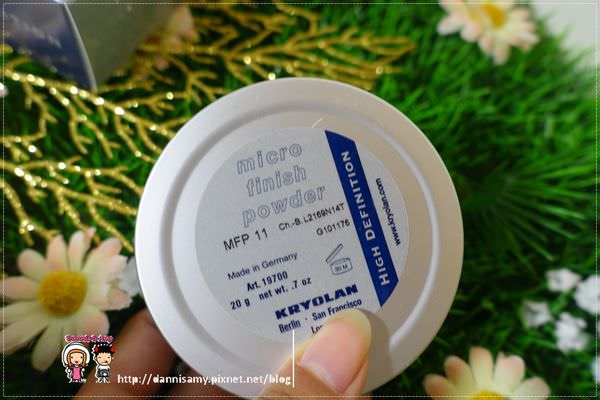 micro
finish
powder
MFP 11
Ch.-B. L2169N14T
G101176
HIGH DEFINITION
www.kryolan.com
Made in Germany
Art. 19700
20 g net wt. .7 oz
30 M
KRYOLAN
Berlin · San Francisco
http://dannisamy.pixnet.net/blog